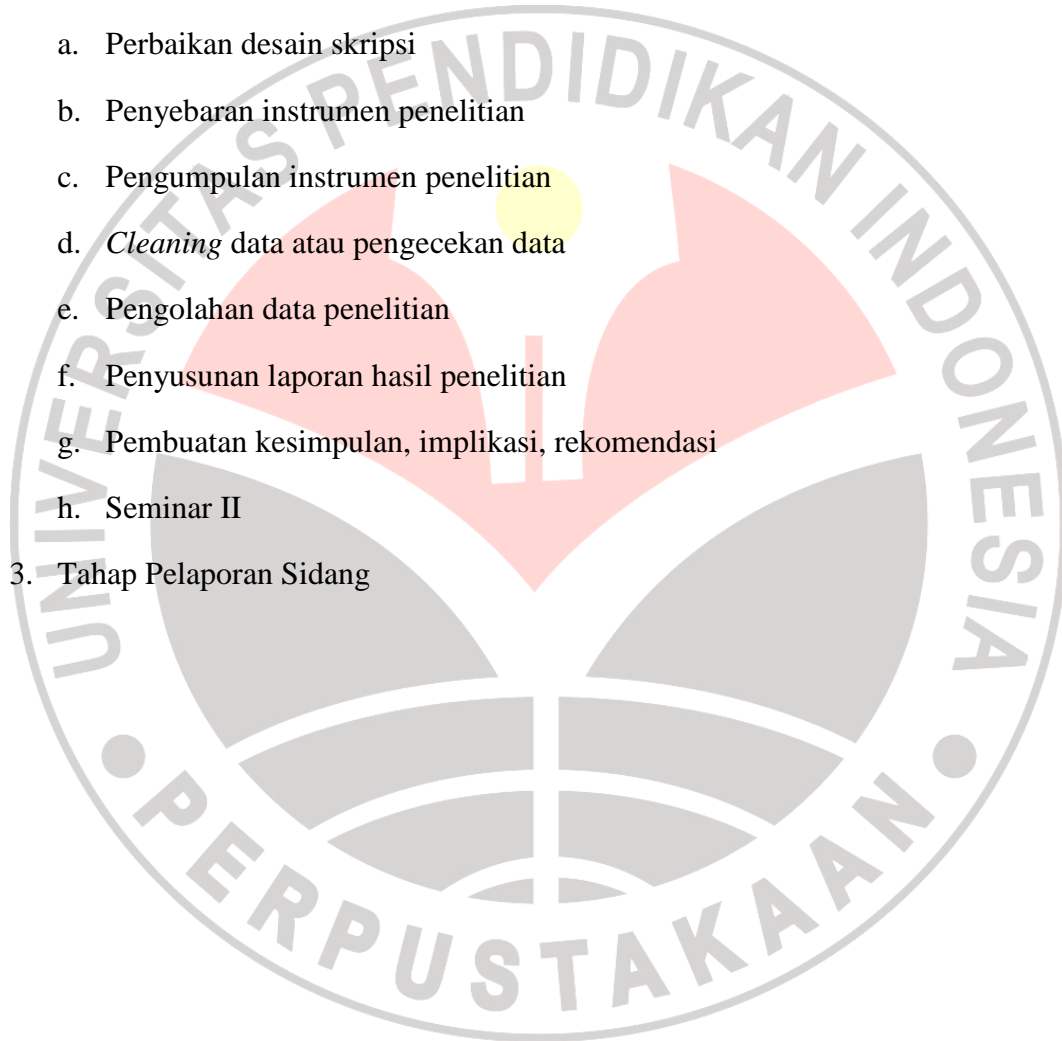 a. Perbaikan desain skripsi
b. Penyebaran instrumen penelitian
c. Pengumpulan instrumen penelitian
d. Cleaning data atau pengecekan data
e. Pengolahan data penelitian
f. Penyusunan laporan hasil penelitian
g. Pembuatan kesimpulan, implikasi, rekomendasi
h. Seminar II
3. Tahap Pelaporan Sidang
UNIVERSITAS PENDIDIKAN INDONESIA
PERPUSTAKAAN